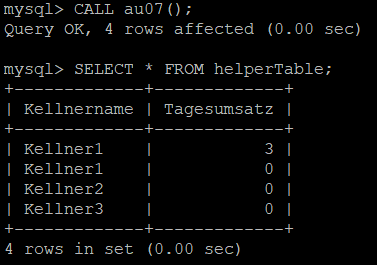 mysql> CALL au07();
Query OK, 4 rows affected (0.00 sec)

mysql> SELECT * FROM helperTable;
+-------------+-------------+
| Kellnername | Tagesumsatz |
+-------------+-------------+
| Kellner1    |           3 |
| Kellner1    |           0 |
| Kellner2    |           0 |
| Kellner3    |           0 |
+-------------+-------------+
4 rows in set (0.00 sec)